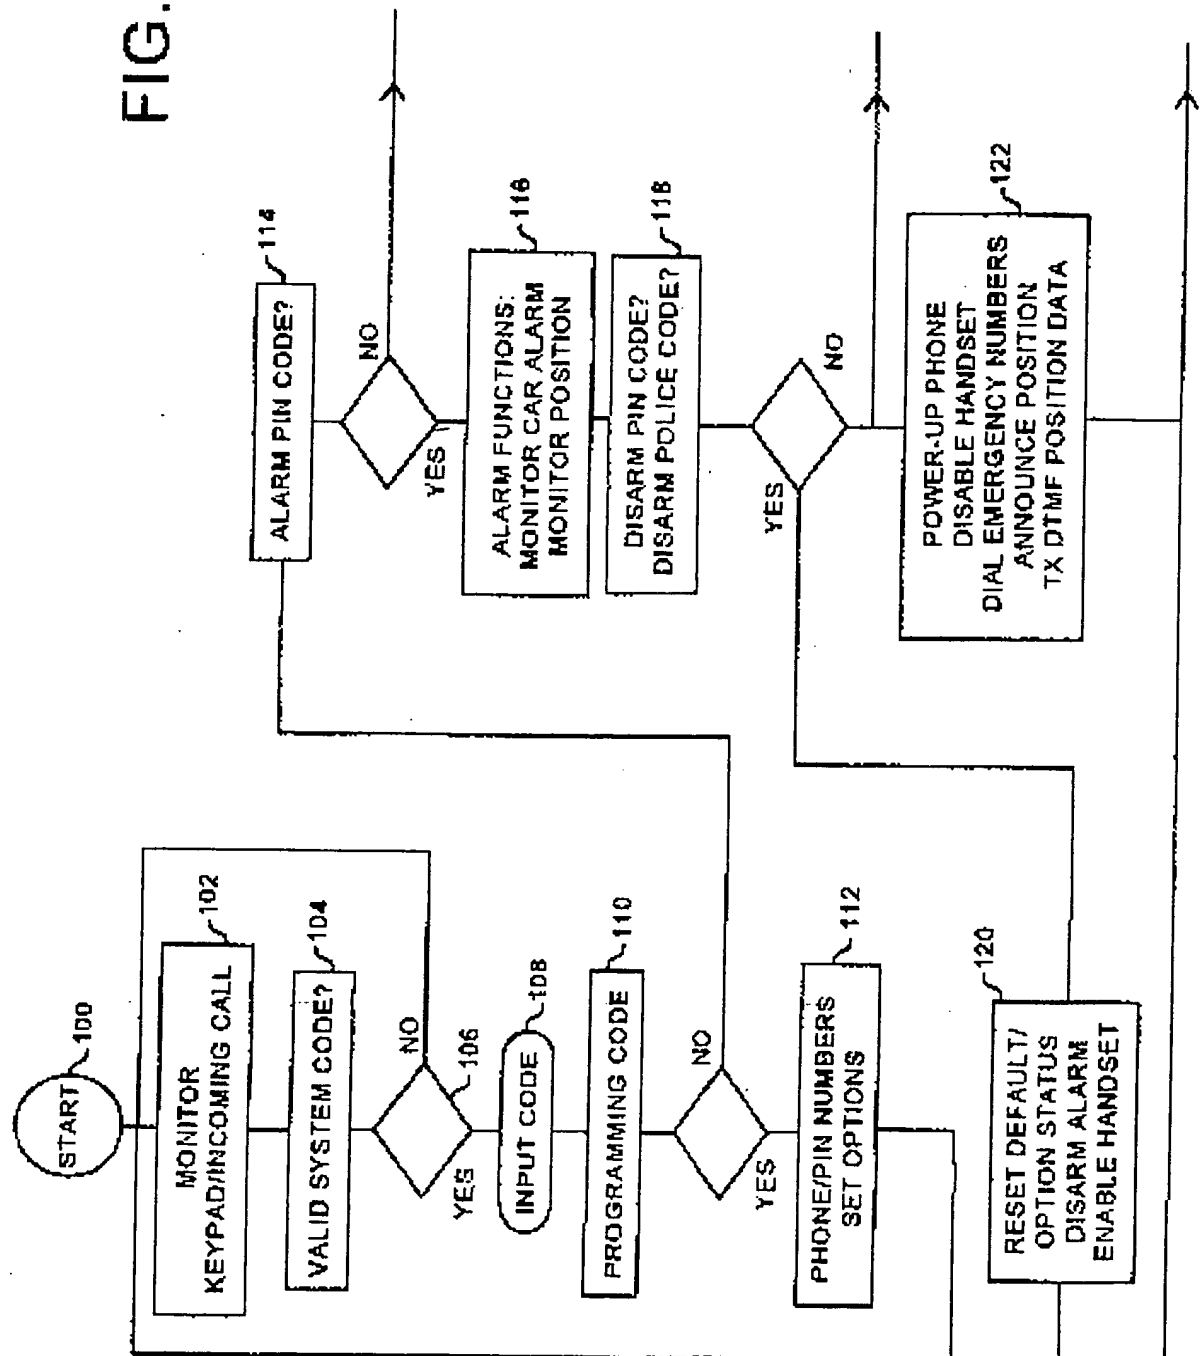 FIG.
START
100
MONITOR
KEYPAD/INCOMING CALL
102
VALID SYSTEM CODE?
104
NO
106
YES
INPUT CODE
108
PROGRAMMING CODE
110
NO
YES
PHONE/PIN NUMBERS
SET OPTIONS
112
RESET DEFAULT/
OPTION STATUS
DISARM ALARM
ENABLE HANDSET
120
ALARM PIN CODE?
114
NO
YES
ALARM FUNCTIONS:
MONITOR CAR ALARM
MONITOR POSITION
116
DISARM PIN CODE?
DISARM POLICE CODE?
118
YES
NO
POWER-UP PHONE
DISABLE HANDSET
DIAL EMERGENCY NUMBERS
ANNOUNCE POSITION
TX DTMF POSITION DATA
122